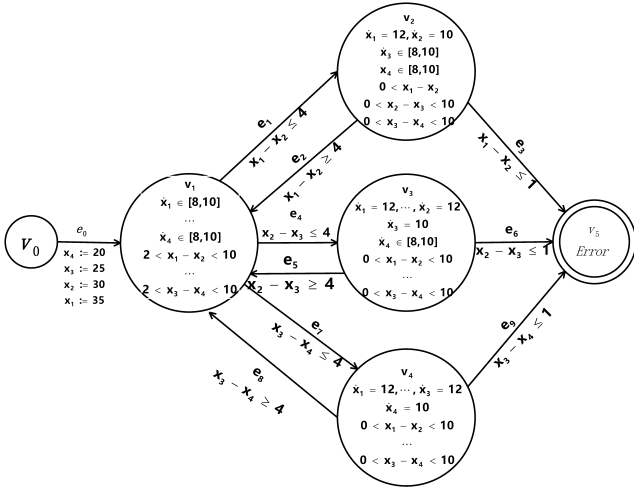 v₂
ẋ₁ = 12, ẋ₂ = 10
ẋ₃ ∈ [8,10]
ẋ₄ ∈ [8,10]
0 < x₁ − x₂
0 < x₂ − x₃ < 10
0 < x₃ − x₄ < 10
e₁
x₁ − x₂ ≤ 4
e₂
x₁ − x₂ ≥ 4
e₃
x₁ − x₂ ≤ 1
V₀
e₀
x₄ := 20
x₃ := 25
x₂ := 30
x₁ := 35
v₁
ẋ₁ ∈ [8,10]
...
ẋ₄ ∈ [8,10]
2 < x₁ − x₂ < 10
...
2 < x₃ − x₄ < 10
e₄
x₂ − x₃ ≤ 4
e₅
x₂ − x₃ ≥ 4
v₃
ẋ₁ = 12, ⋯, ẋ₂ = 12
ẋ₃ = 10
ẋ₄ ∈ [8,10]
0 < x₁ − x₂ < 10
...
0 < x₃ − x₄ < 10
e₆
x₂ − x₃ ≤ 1
v₅
Error
e₇
x₃ − x₄ ≤ 4
e₈
x₃ − x₄ ≥ 4
v₄
ẋ₁ = 12, ⋯, ẋ₃ = 12
ẋ₄ = 10
0 < x₁ − x₂ < 10
...
0 < x₃ − x₄ < 10
e₉
x₃ − x₄ ≤ 1